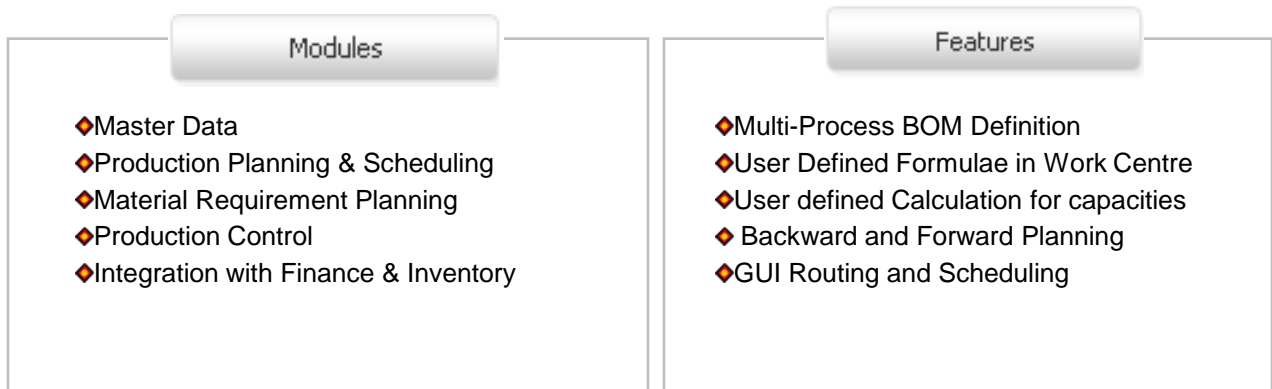 Modules
Master Data
Production Planning & Scheduling
Material Requirement Planning
Production Control
Integration with Finance & Inventory
Features
Multi-Process BOM Definition
User Defined Formulae in Work Centre
User defined Calculation for capacities
Backward and Forward Planning
GUI Routing and Scheduling